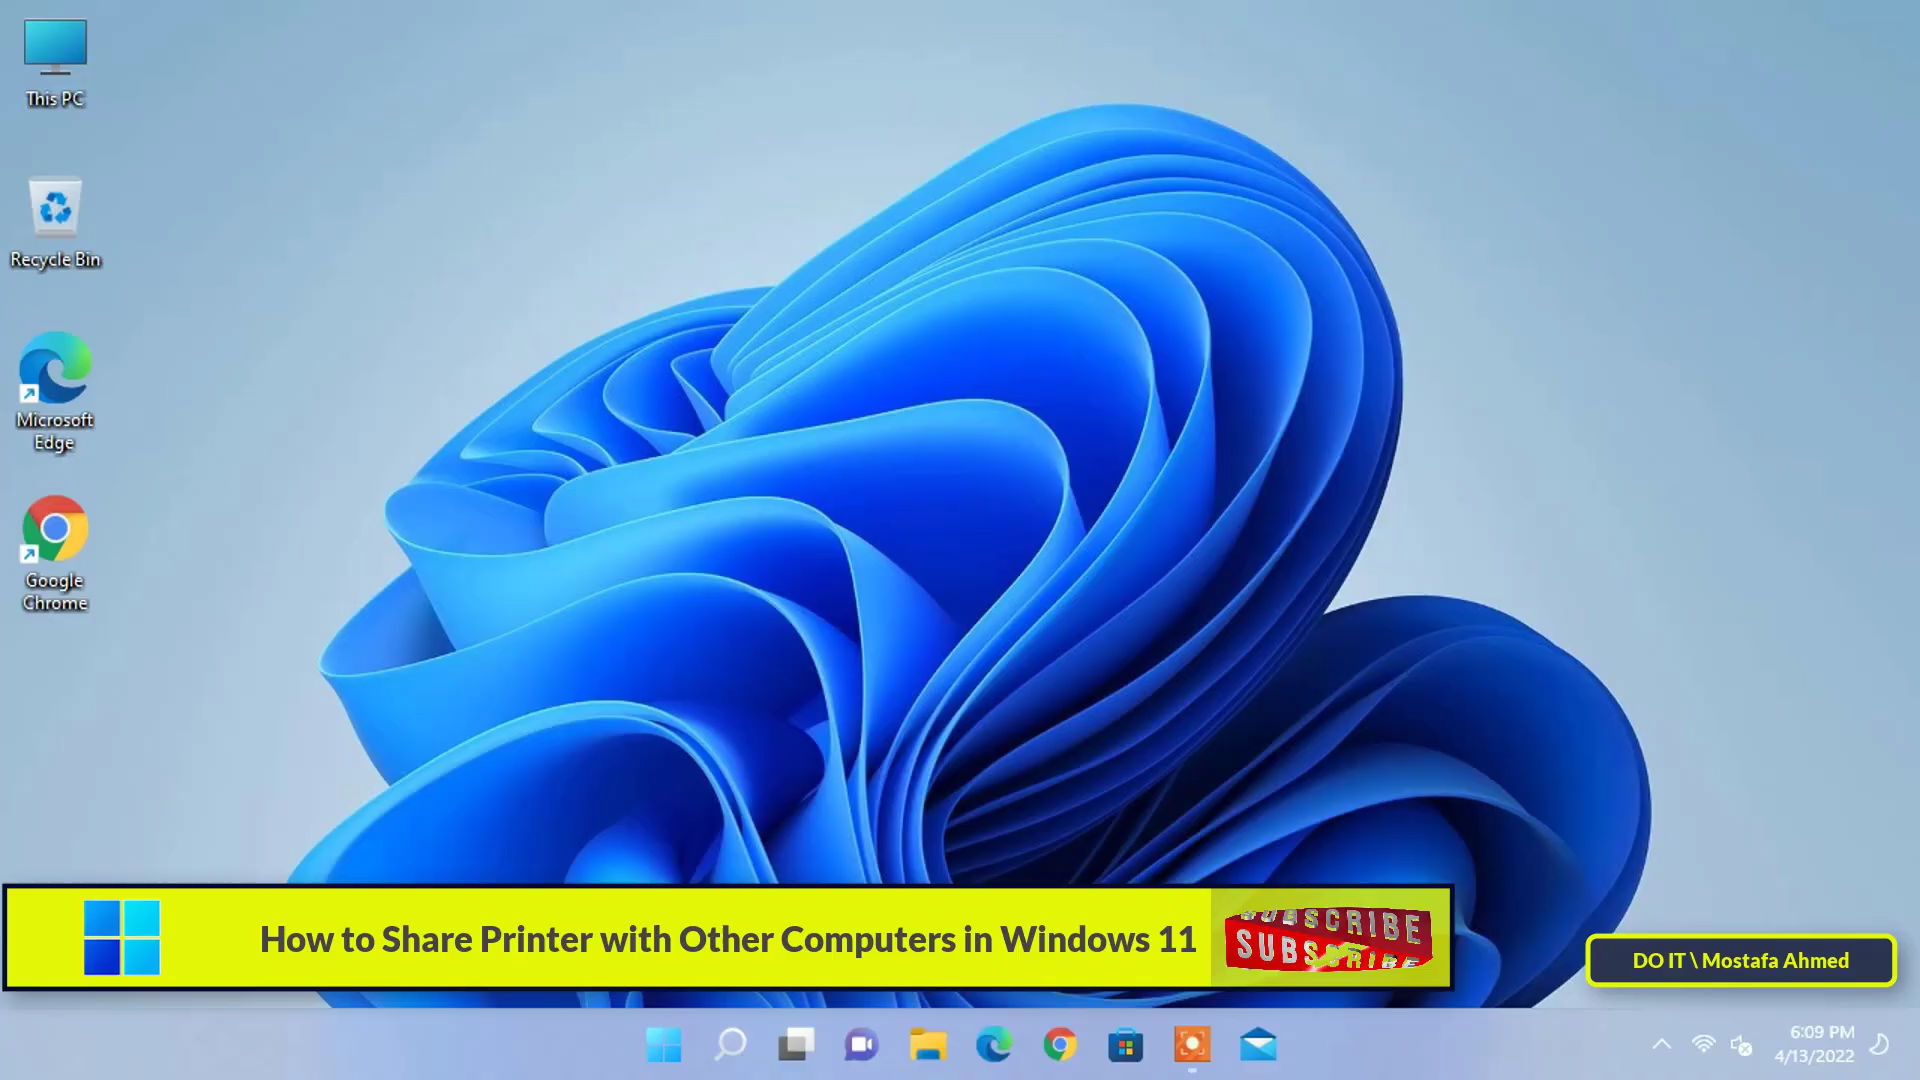 This PC
Recycle Bin
Microsoft
Edge
Google
Chrome
How to Share Printer with Other Computers in Windows 11
SUBSCRIBE
SUBSCRIBE
DO IT \ Mostafa Ahmed
6:09 PM
4/13/2022